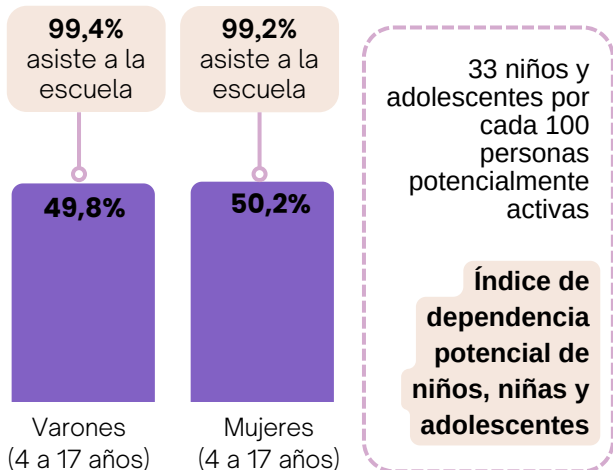 99,4%
asiste a la
escuela
99,2%
asiste a la
escuela
49,8%
50,2%
Varones
(4 a 17 años)
Mujeres
(4 a 17 años)
33 niños y
adolescentes por
cada 100
personas
potencialmente
activas
Índice de
dependencia
potencial de
niños, niñas y
adolescentes